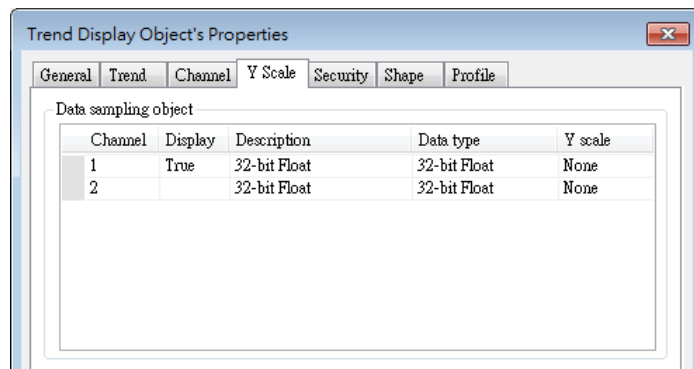 Trend Display Object's Properties
General Trend Channel Y Scale Security Shape Profile
Data sampling object
Channel Display Description Data type Y scale
1 True 32-bit Float 32-bit Float None
2 32-bit Float 32-bit Float None